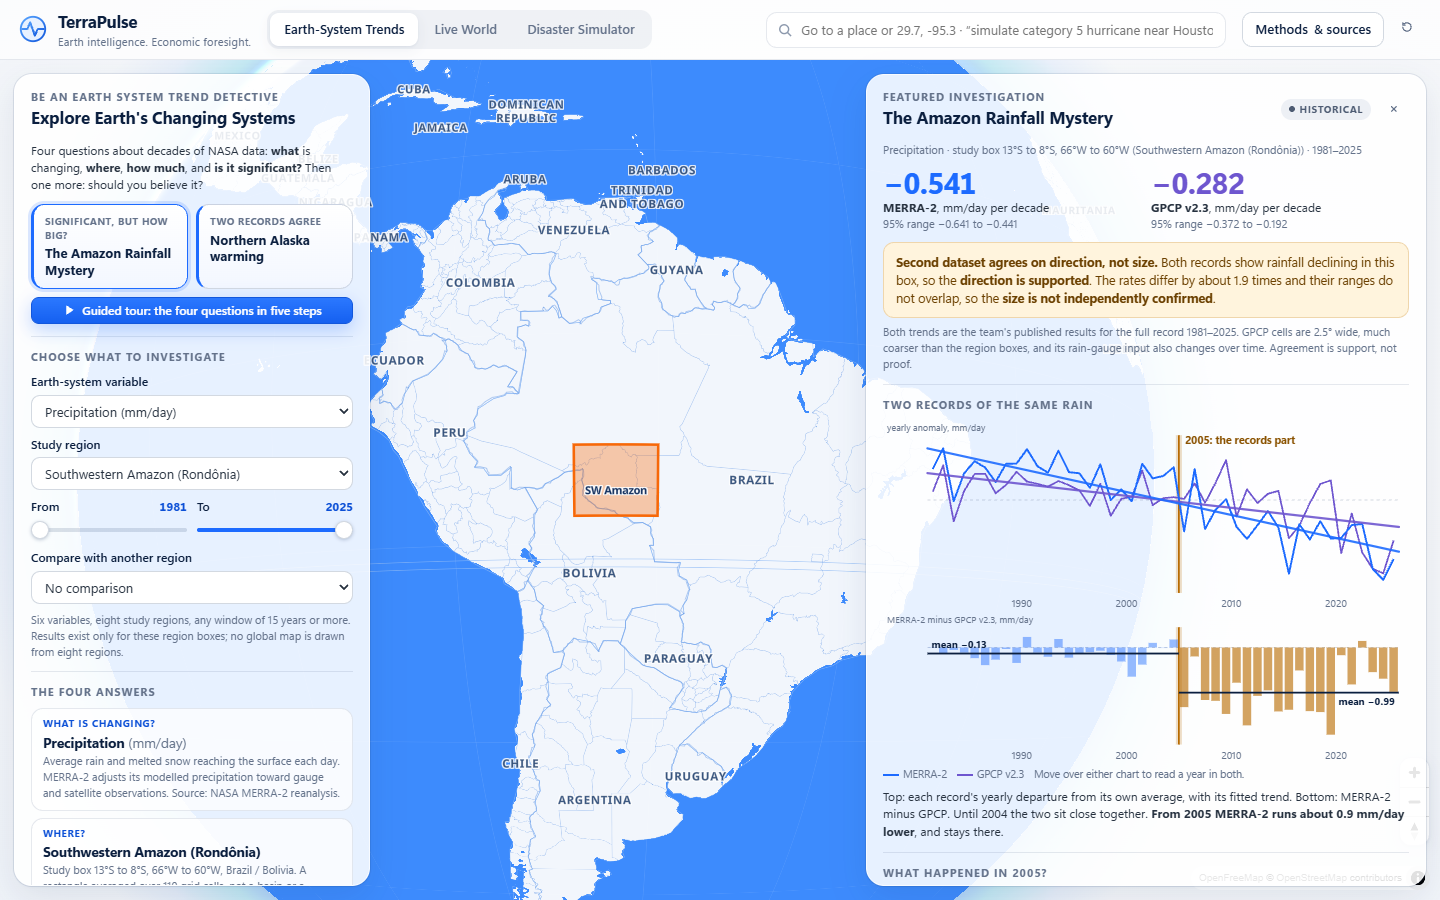 TerraPulse
Earth intelligence. Economic foresight.
Earth-System Trends
Live World
Disaster Simulator
Go to a place or 29.7, -95.3 · "simulate category 5 hurricane near Housto
Methods & sources
BE AN EARTH SYSTEM TREND DETECTIVE
Explore Earth's Changing Systems
Four questions about decades of NASA data: what is
changing, where, how much, and is it significant? Then
one more: should you believe it?
SIGNIFICANT, BUT HOW
BIG?
The Amazon Rainfall
Mystery
TWO RECORDS AGREE
Northern Alaska
warming
Guided tour: the four questions in five steps
CHOOSE WHAT TO INVESTIGATE
Earth-system variable
Precipitation (mm/day)
Study region
Southwestern Amazon (Rondônia)
From 1981 To 2025
Compare with another region
No comparison
Six variables, eight study regions, any window of 15 years or more.
Results exist only for these region boxes; no global map is drawn
from eight regions.
THE FOUR ANSWERS
WHAT IS CHANGING?
Precipitation (mm/day)
Average rain and melted snow reaching the surface each day.
MERRA-2 adjusts its modelled precipitation toward gauge
and satellite observations. Source: NASA MERRA-2 reanalysis.
WHERE?
Southwestern Amazon (Rondônia)
Study box 13°S to 8°S, 66°W to 60°W, Brazil / Bolivia. A
MEXICO
GUATEMALA
NICARAGUA
CUBA
DOMINICAN
REPUBLIC
JAMAICA
BARBADOS
ARUBA
TRINIDAD
AND TOBAGO
PANAMA
VENEZUELA
GUYANA
COLOMBIA
ECUADOR
PERU
SW Amazon
BRAZIL
BOLIVIA
PARAGUAY
CHILE
URUGUAY
ARGENTINA
MAURITANIA
FEATURED INVESTIGATION
The Amazon Rainfall Mystery
HISTORICAL
×
Precipitation · study box 13°S to 8°S, 66°W to 60°W (Southwestern Amazon (Rondônia)) · 1981–2025
−0.541
MERRA-2, mm/day per decade
95% range −0.641 to −0.441
−0.282
GPCP v2.3, mm/day per decade
95% range −0.372 to −0.192
Second dataset agrees on direction, not size. Both records show rainfall declining in this
box, so the direction is supported. The rates differ by about 1.9 times and their ranges do
not overlap, so the size is not independently confirmed.
Both trends are the team's published results for the full record 1981–2025. GPCP cells are 2.5° wide, much
coarser than the region boxes, and its rain-gauge input also changes over time. Agreement is support, not
proof.
TWO RECORDS OF THE SAME RAIN
yearly anomaly, mm/day
2005: the records part
1990 2000 2010 2020
MERRA-2 minus GPCP v2.3, mm/day
mean −0.13
mean −0.99
1990 2000 2010 2020
MERRA-2 GPCP v2.3 Move over either chart to read a year in both.
Top: each record's yearly departure from its own average, with its fitted trend. Bottom: MERRA-2
minus GPCP. Until 2004 the two sit close together. From 2005 MERRA-2 runs about 0.9 mm/day
lower, and stays there.
WHAT HAPPENED IN 2005?
OpenFreeMap © OpenStreetMap contributors